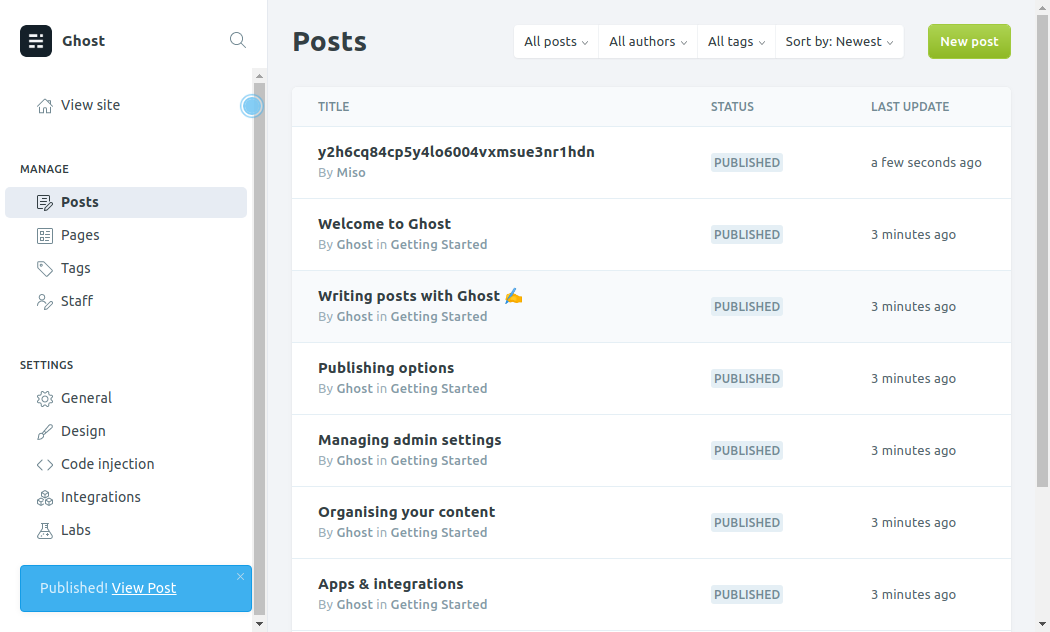 Ghost
View site
MANAGE
Posts
Pages
Tags
Staff
SETTINGS
General
Design
Code injection
Integrations
Labs
Published! View Post
Posts
All posts
All authors
All tags
Sort by: Newest
New post
TITLE STATUS LAST UPDATE
y2h6cq84cp5y4lo6004vxmsue3nr1hdn
By Miso
PUBLISHED
a few seconds ago
Welcome to Ghost
By Ghost in Getting Started
PUBLISHED
3 minutes ago
Writing posts with Ghost ✍️
By Ghost in Getting Started
PUBLISHED
3 minutes ago
Publishing options
By Ghost in Getting Started
PUBLISHED
3 minutes ago
Managing admin settings
By Ghost in Getting Started
PUBLISHED
3 minutes ago
Organising your content
By Ghost in Getting Started
PUBLISHED
3 minutes ago
Apps & integrations
By Ghost in Getting Started
PUBLISHED
3 minutes ago